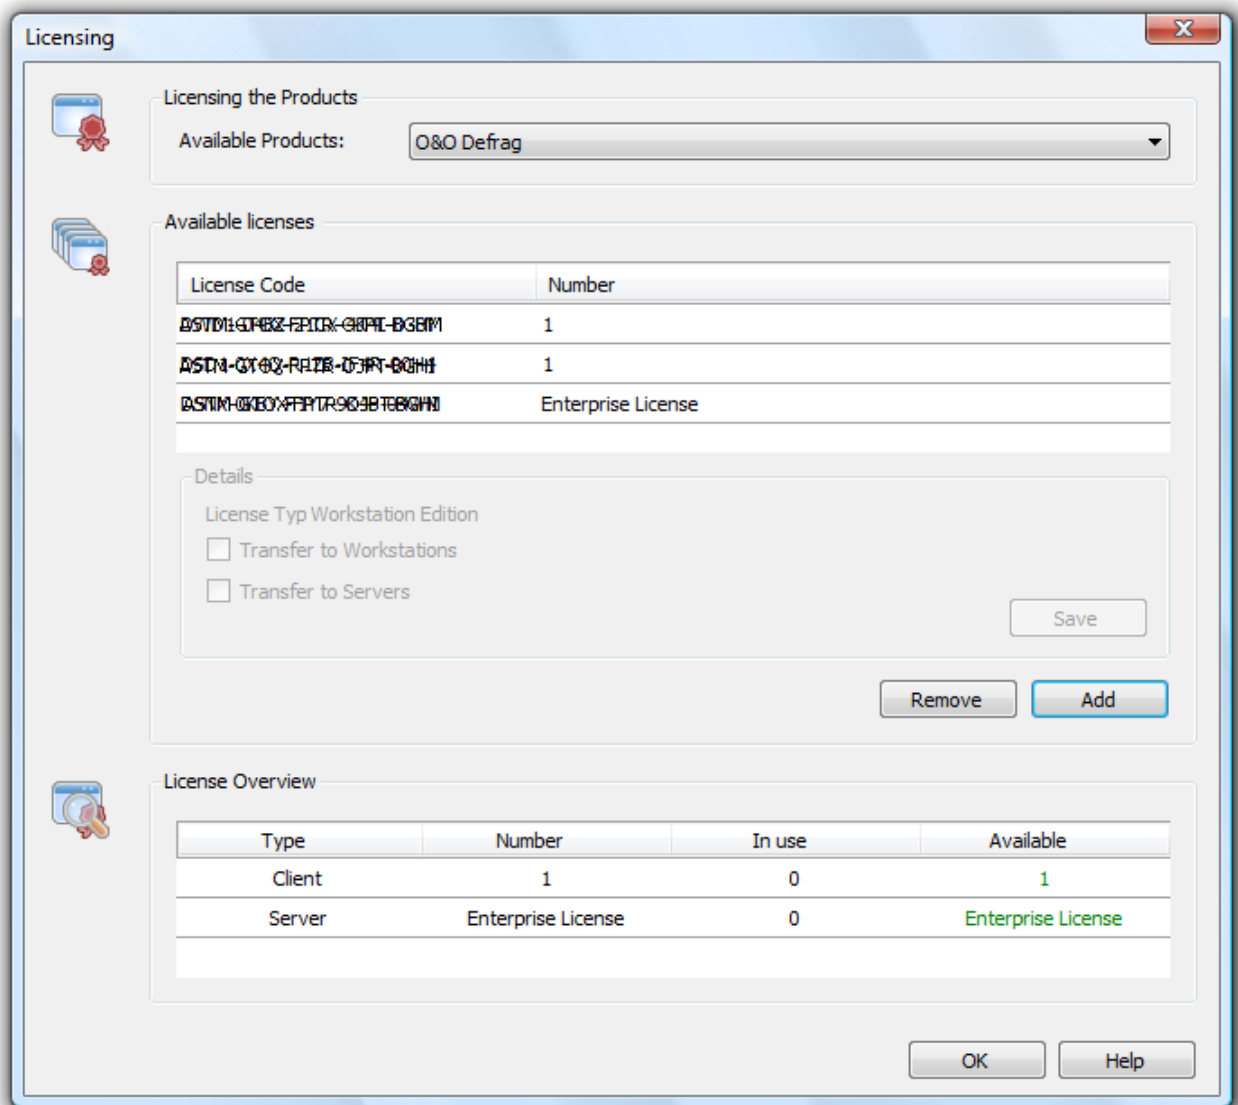 Licensing
X
Licensing the Products
Available Products: O&O Defrag
Available licenses
License Code Number
1
1
Enterprise License
Details
License Typ Workstation Edition
Transfer to Workstations
Transfer to Servers
Save
Remove Add
License Overview
Type Number In use Available
Client 1 0 1
Server Enterprise License 0 Enterprise License
OK Help